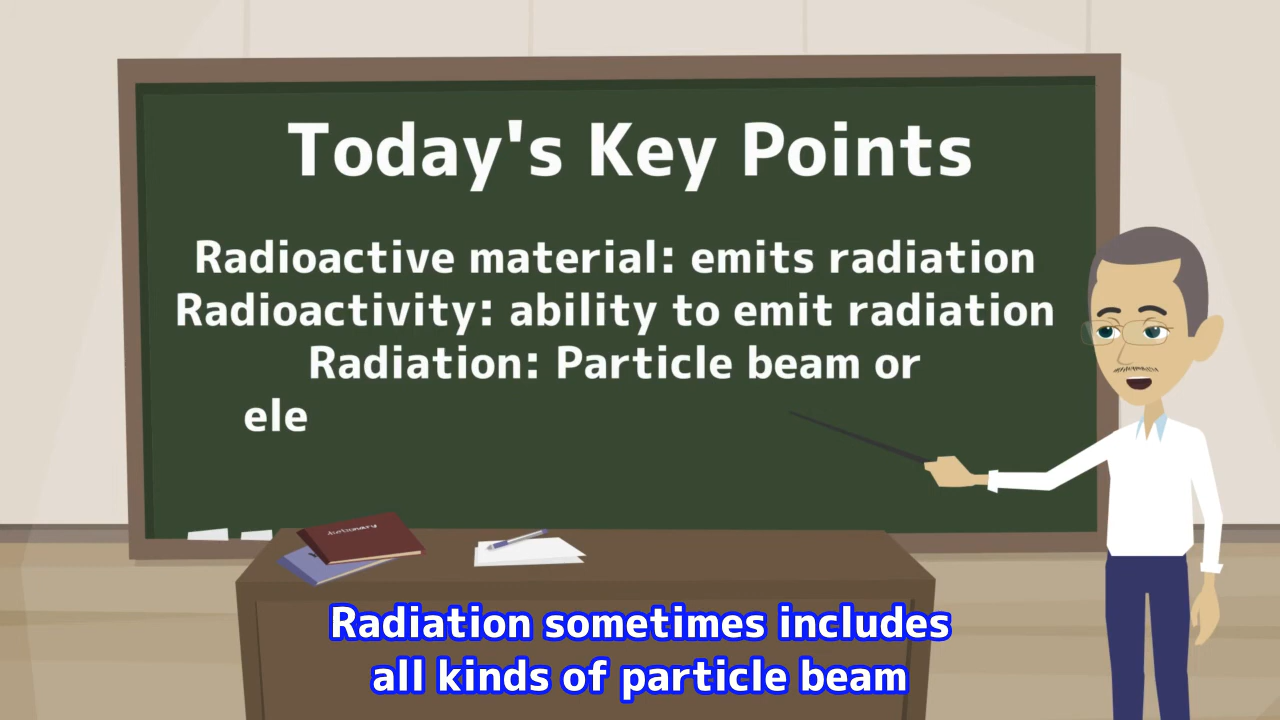 Today's Key Points
Radioactive material: emits radiation
Radioactivity: ability to emit radiation
Radiation: Particle beam or
ele
dictionary
Radiation sometimes includes
all kinds of particle beam